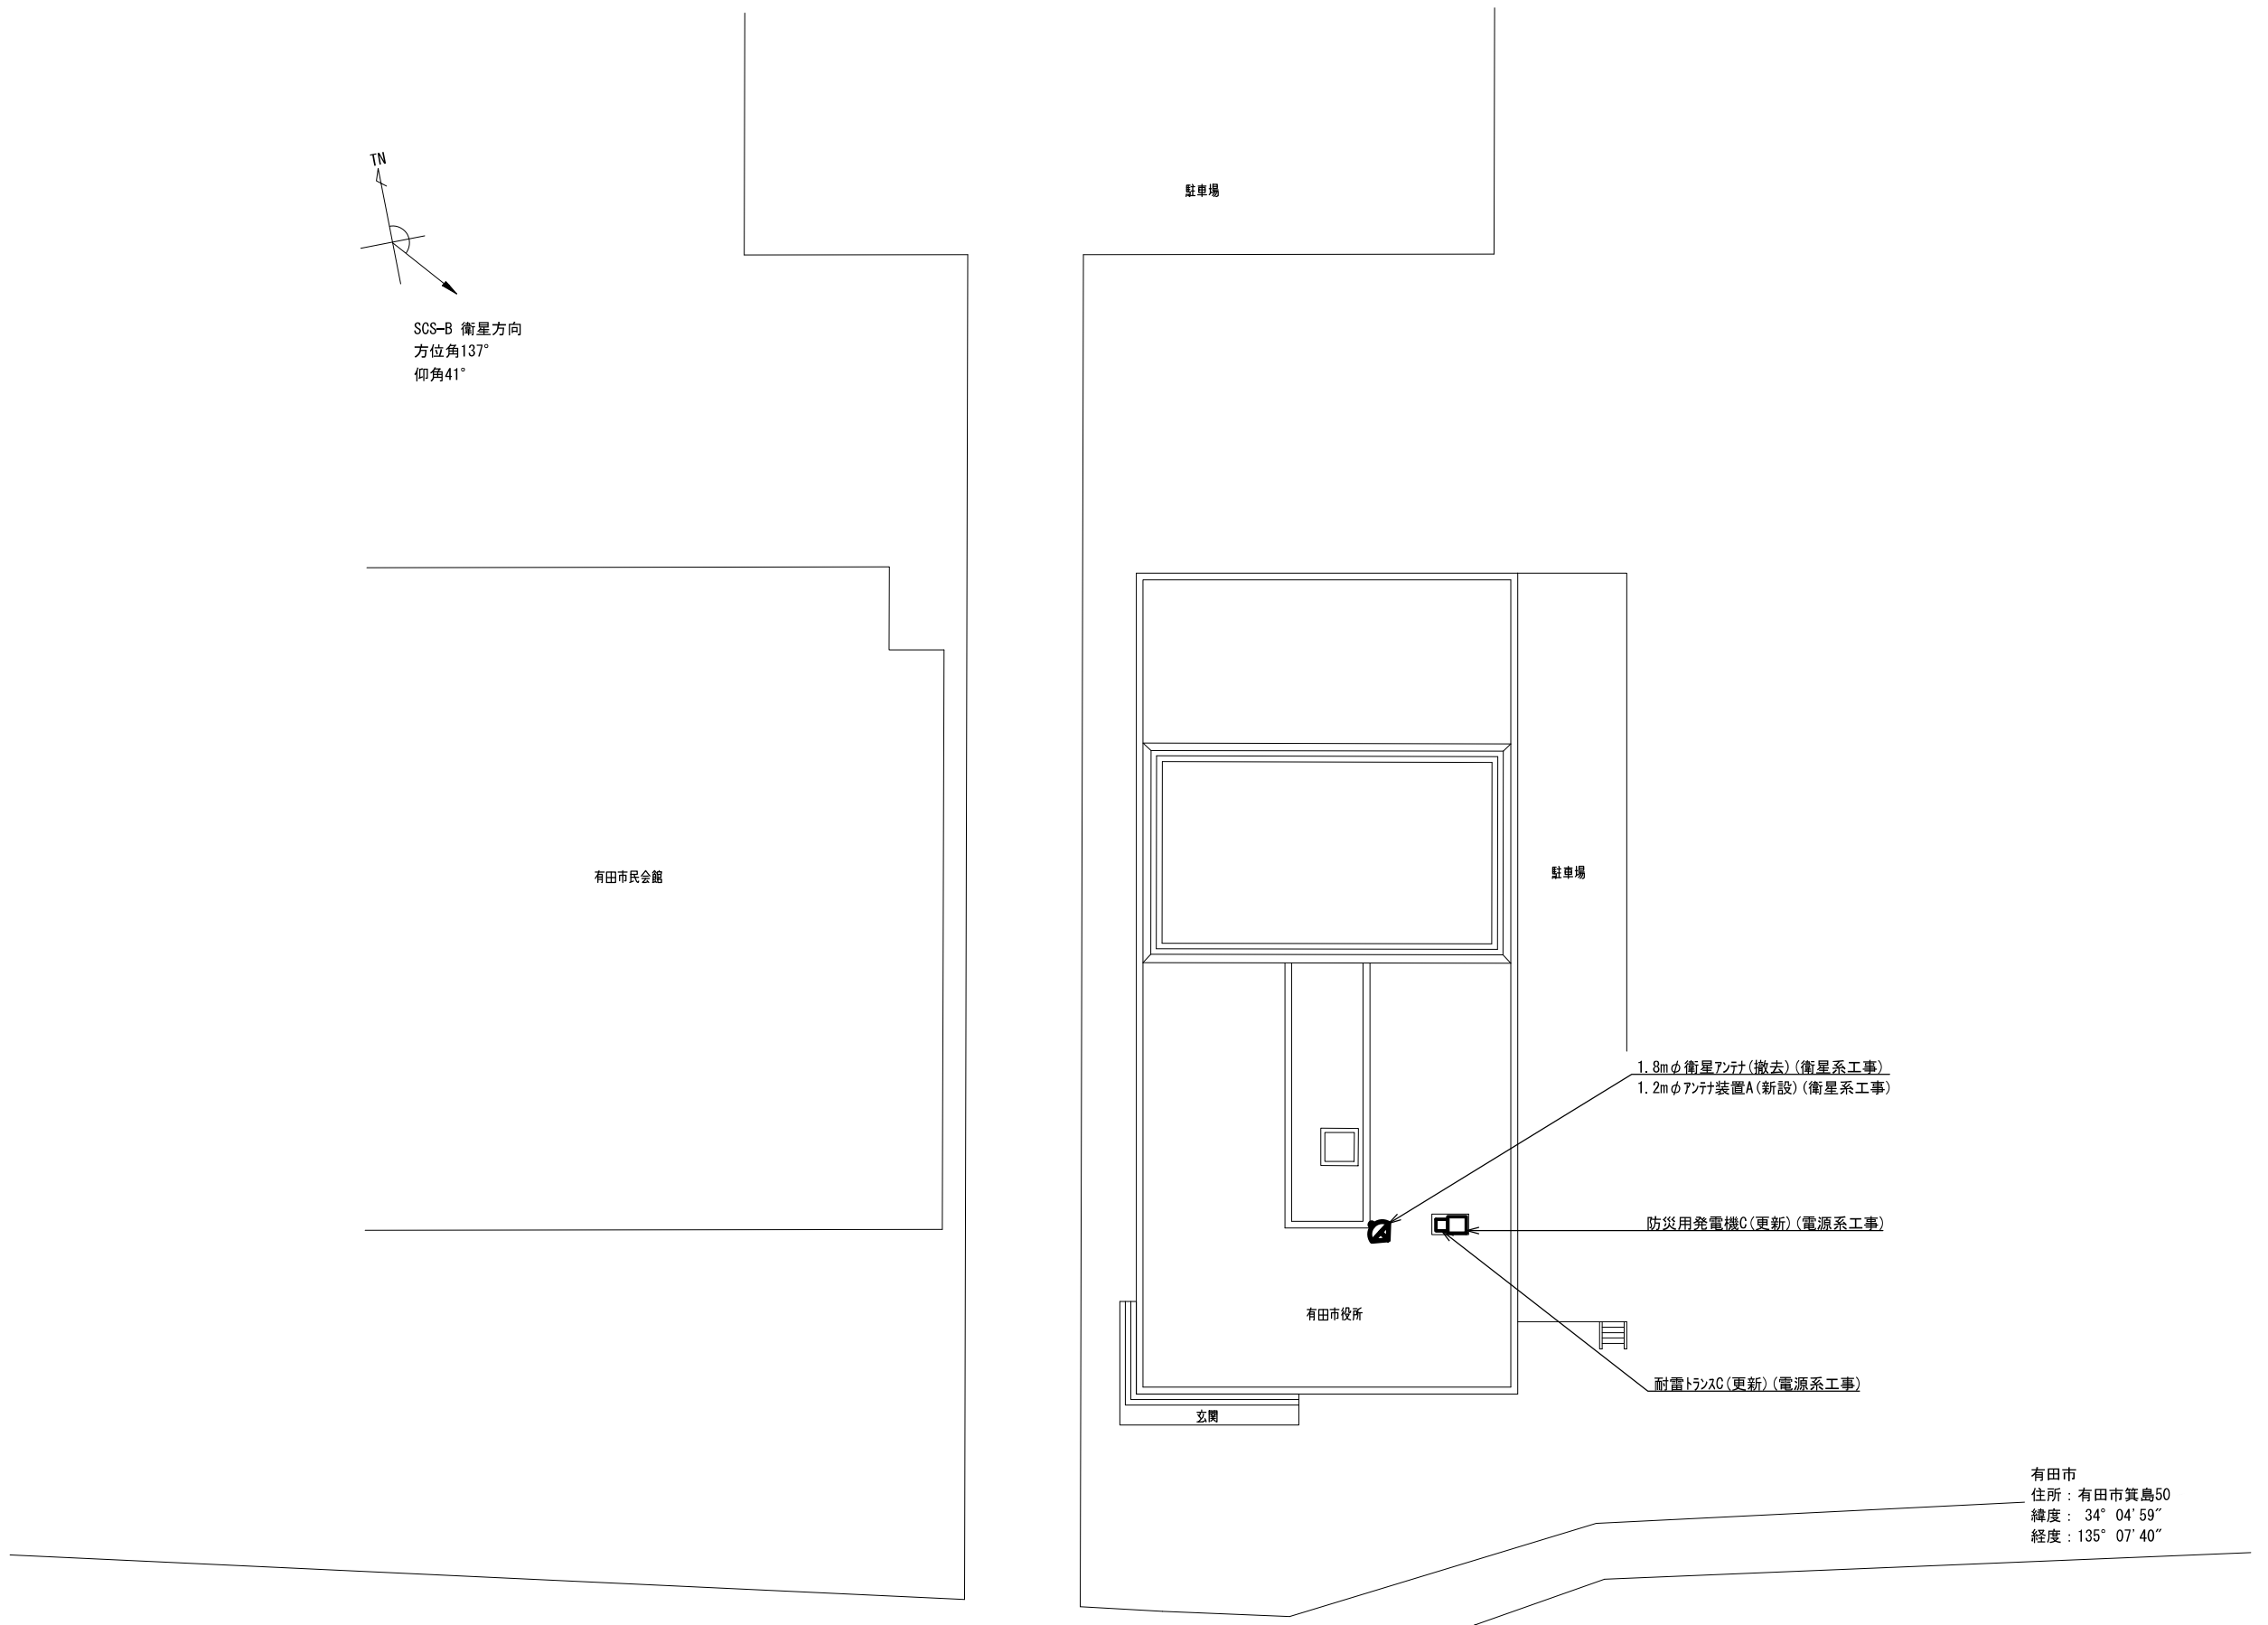 TN
駐車場
SCS-B 衛星方向
方位角137°
仰角41°
有田市民会館
駐車場
1.8mφ衛星ｱﾝﾃﾅ(撤去)(衛星系工事)
1.2mφｱﾝﾃﾅ装置A(新設)(衛星系工事)
防災用発電機C(更新)(電源系工事)
有田市役所
耐雷ﾄﾗﾝｽC(更新)(電源系工事)
玄関
有田市
住所：有田市箕島50
緯度： 34°04'59"
経度：135°07'40"